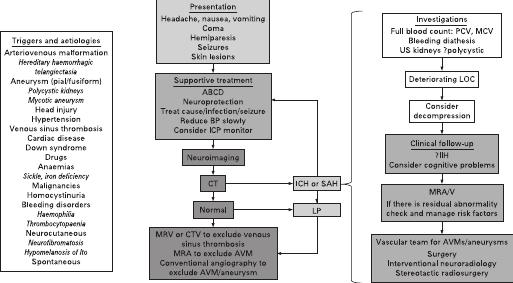 Triggers and aetiologies
Arteriovenous malformation
Hereditary haemorrhagic
telangiectasia
Aneurysm (pial/fusiform)
Polycystic kidneys
Mycotic aneurysm
Head injury
Hypertension
Venous sinus thrombosis
Cardiac disease
Down syndrome
Drugs
Anaemias
Sickle, iron deficiency
Malignancies
Homocystinuria
Bleeding disorders
Haemophilia
Thrombocytopaenia
Neurocutaneous
Neurofibromatosis
Hypomelanosis of Ito
Spontaneous
Presentation
Headache, nausea, vomiting
Coma
Hemiparesis
Seizures
Skin lesions
Supportive treatment
ABCD
Neuroprotection
Treat cause/infection/seizure
Reduce BP slowly
Consider ICP monitor
Neuroimaging
CT
ICH or SAH
Normal
LP
MRV or CTV to exclude venous
sinus thrombosis
MRA to exclude AVM
Conventional angiography to
exclude AVM/aneurysm
Investigations
Full blood count: PCV, MCV
Bleeding diathesis
US kidneys ?polycystic
Deteriorating LOC
Consider
decompression
Clinical follow-up
?IIH
Consider cognitive problems
MRA/V
If there is residual abnormality
check and manage risk factors
Vascular team for AVMs/aneurysms
Surgery
Interventional neuroradiology
Stereotactic radiosurgery